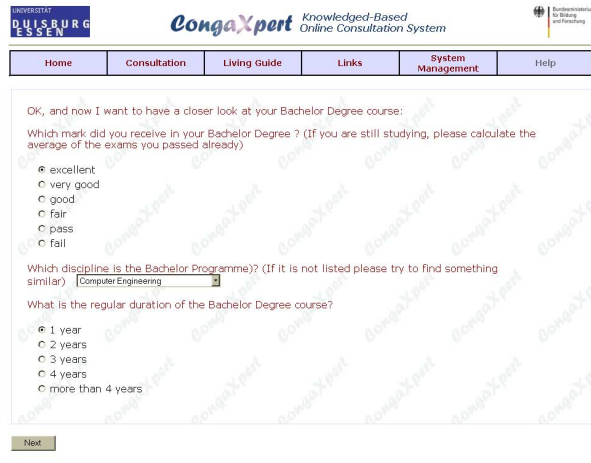 UNIVERSITÄT
DUISBURG
ESSEN
CongaXpert
Knowledged-Based
Online Consultation System
Bundesministerium
für Bildung
und Forschung
Home Consultation Living Guide Links System Management Help
OK, and now I want to have a closer look at your Bachelor Degree course:
Which mark did you receive in your Bachelor Degree ? (If you are still studying, please calculate the
average of the exams you passed already)
excellent
very good
good
fair
pass
fail
Which discipline is the Bachelor Programme)? (If it is not listed please try to find something
similar) Computer Engineering
What is the regular duration of the Bachelor Degree course?
1 year
2 years
3 years
4 years
more than 4 years
Next